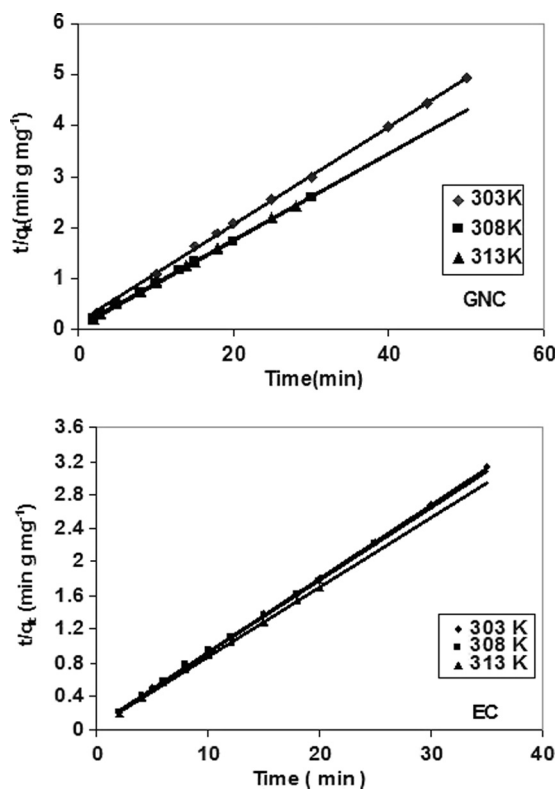 6
5
4
3
2
1
0
t/qt(min g mg-1)
0 20 40 60
Time(min)
303K
308K
313K
GNC
3.6
3.2
2.8
2.4
2
1.6
1.2
0.8
0.4
0
t/qt (min g mg-1)
0 10 20 30 40
Time ( min )
303 K
308 K
313 K
EC